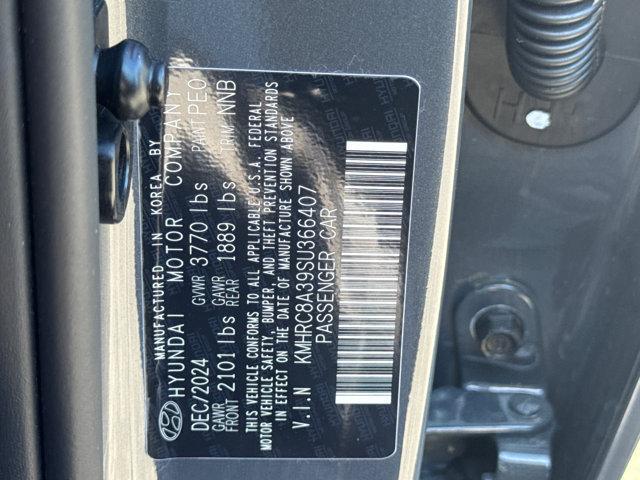 MANUFACTURED IN KOREA BY
HYUNDAI MOTOR COMPANY
DEC/2024 GVWR 3770 lbs PAINT PE0
GAWR FRONT 2101 lbs GAWR REAR 1889 lbs TRIM NNB
THIS VEHICLE CONFORMS TO ALL APPLICABLE U.S.A. FEDERAL
MOTOR VEHICLE SAFETY, BUMPER, AND THEFT PREVENTION STANDARDS
IN EFFECT ON THE DATE OF MANUFACTURE SHOWN ABOVE
V.I.N KMHRC8A39SU366407
PASSENGER CAR